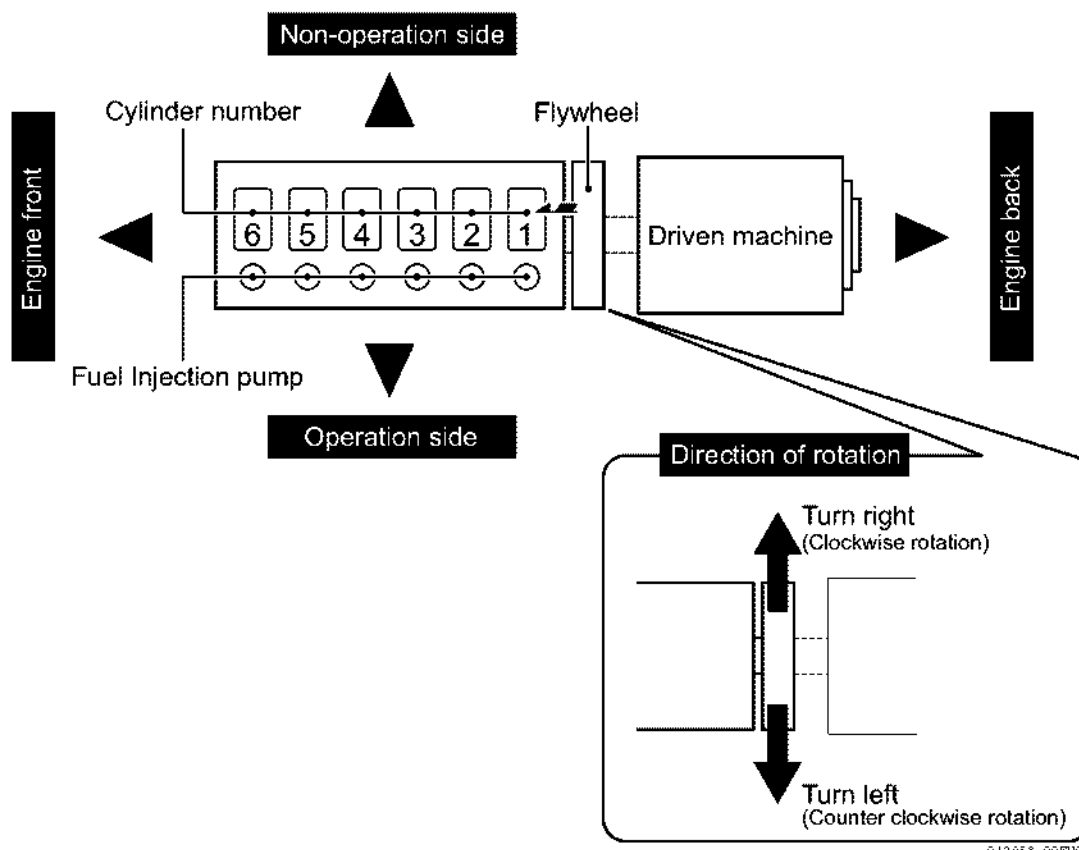 Non-operation side
Cylinder number
Flywheel
Engine front
6 5 4 3 2 1
Driven machine
Engine back
Fuel Injection pump
Operation side
Direction of rotation
Turn right
(Clockwise rotation)
Turn left
(Counter clockwise rotation)